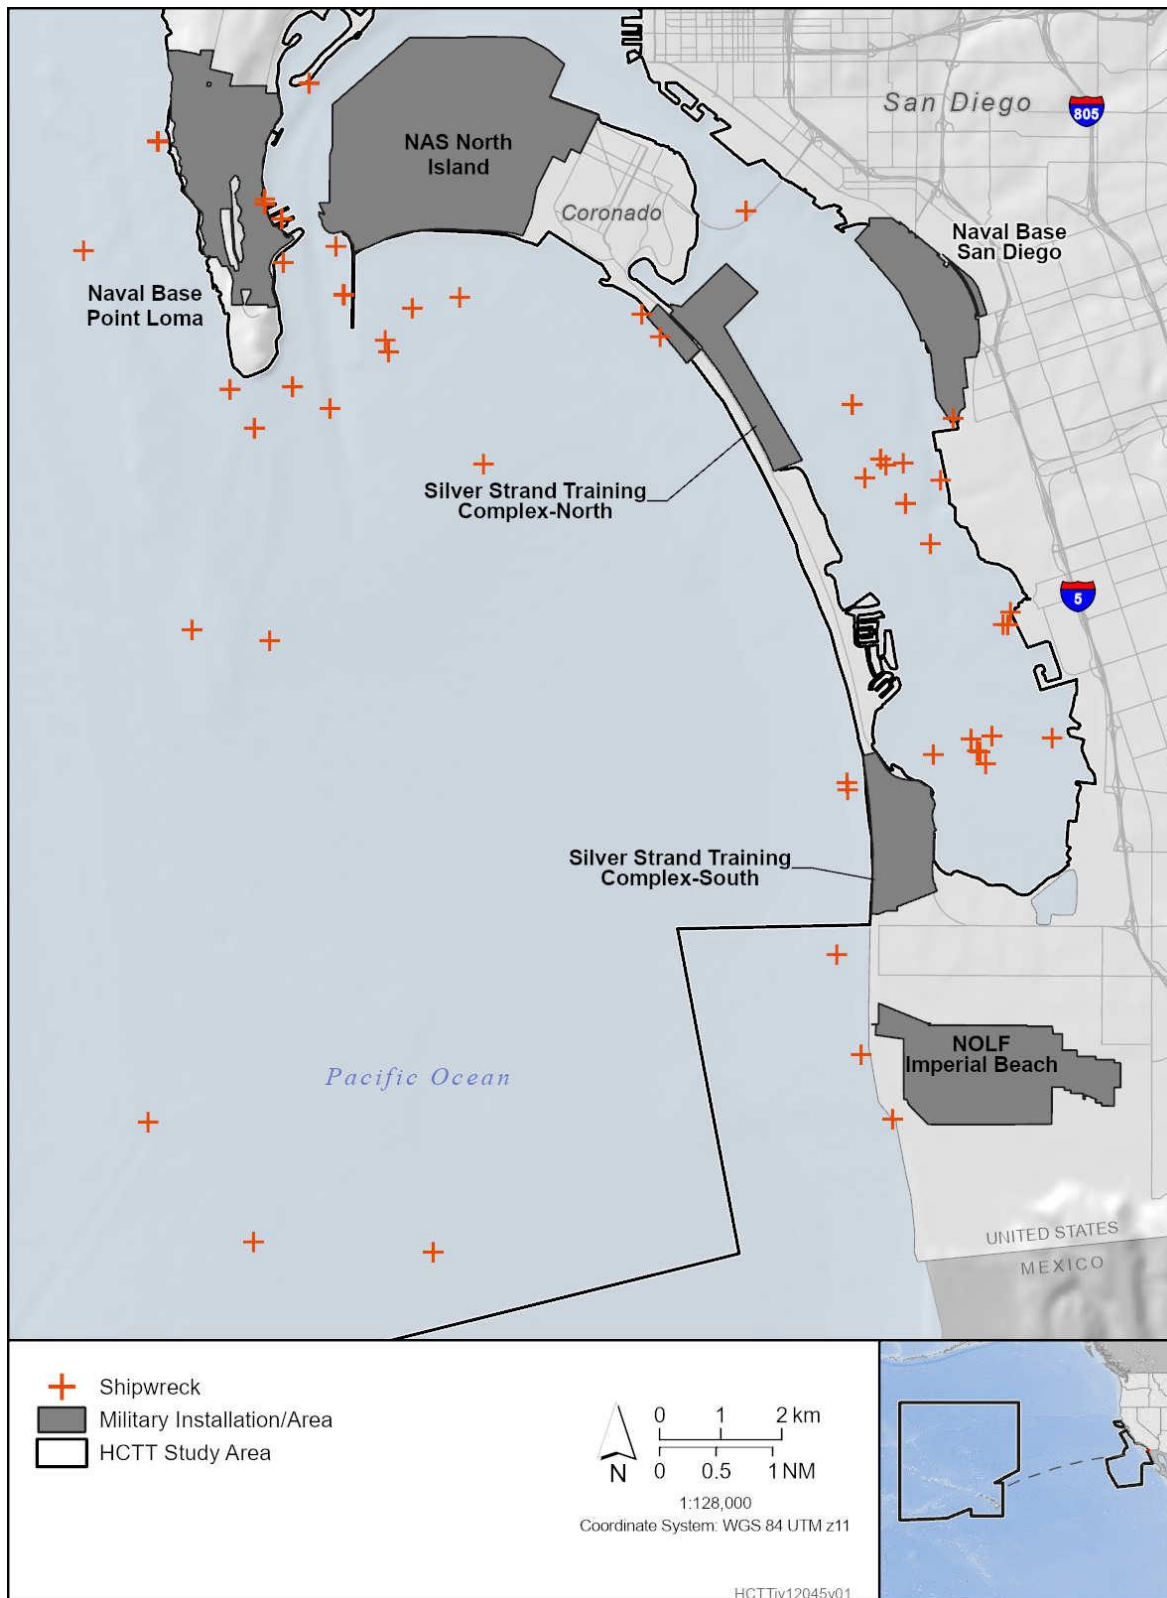 San Diego
805
NAS North
Island
Coronado
Naval Base
San Diego
Naval Base
Point Loma
Silver Strand Training
Complex-North
5
Silver Strand Training
Complex-South
NOLF
Imperial Beach
Pacific Ocean
UNITED STATES
MEXICO
Shipwreck
Military Installation/Area
HCTT Study Area
N
0 1 2 km
0 0.5 1 NM
1:128,000
Coordinate System: WGS 84 UTM z11
HCTTiv12045v01